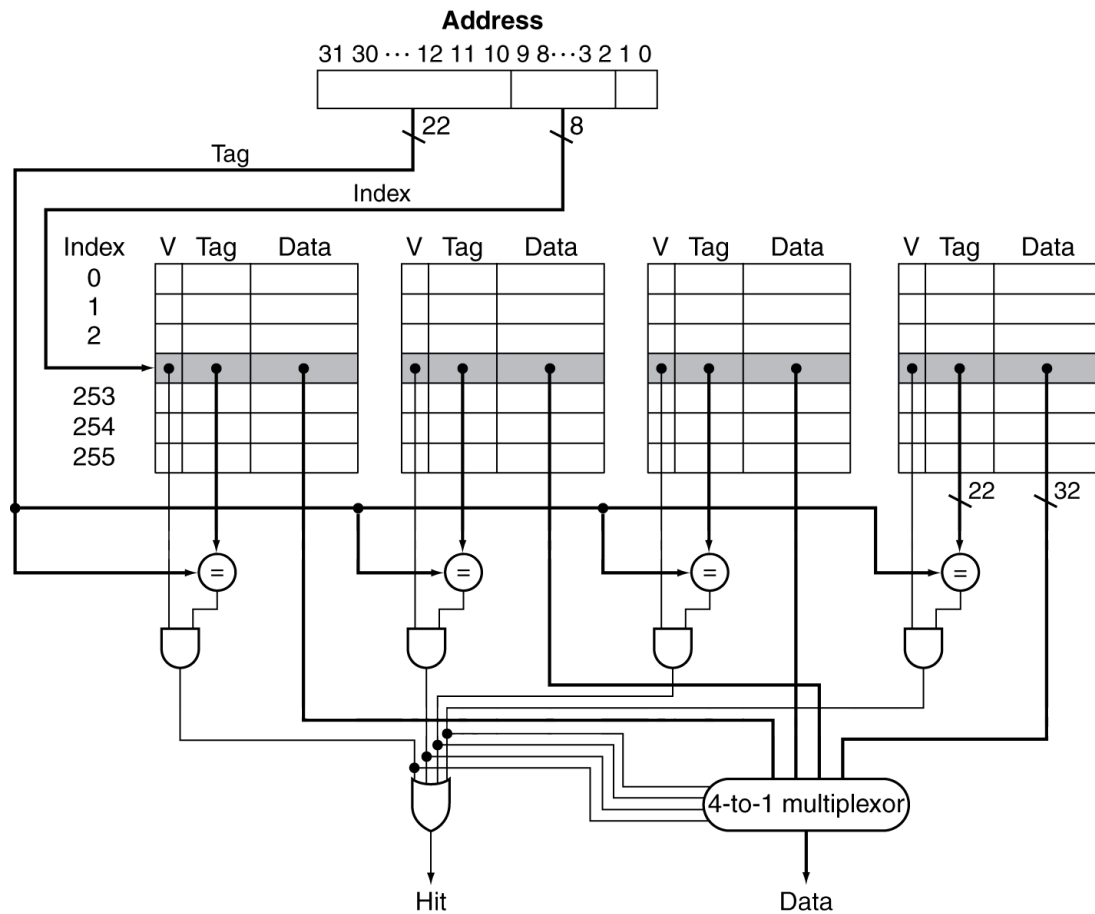 Address
31 30 ··· 12 11 10 9 8···3 2 1 0
22
8
Tag
Index
Index V Tag Data V Tag Data V Tag Data V Tag Data
0
1
2
253
254
255
22 32
= = = =
4-to-1 multiplexor
Hit Data